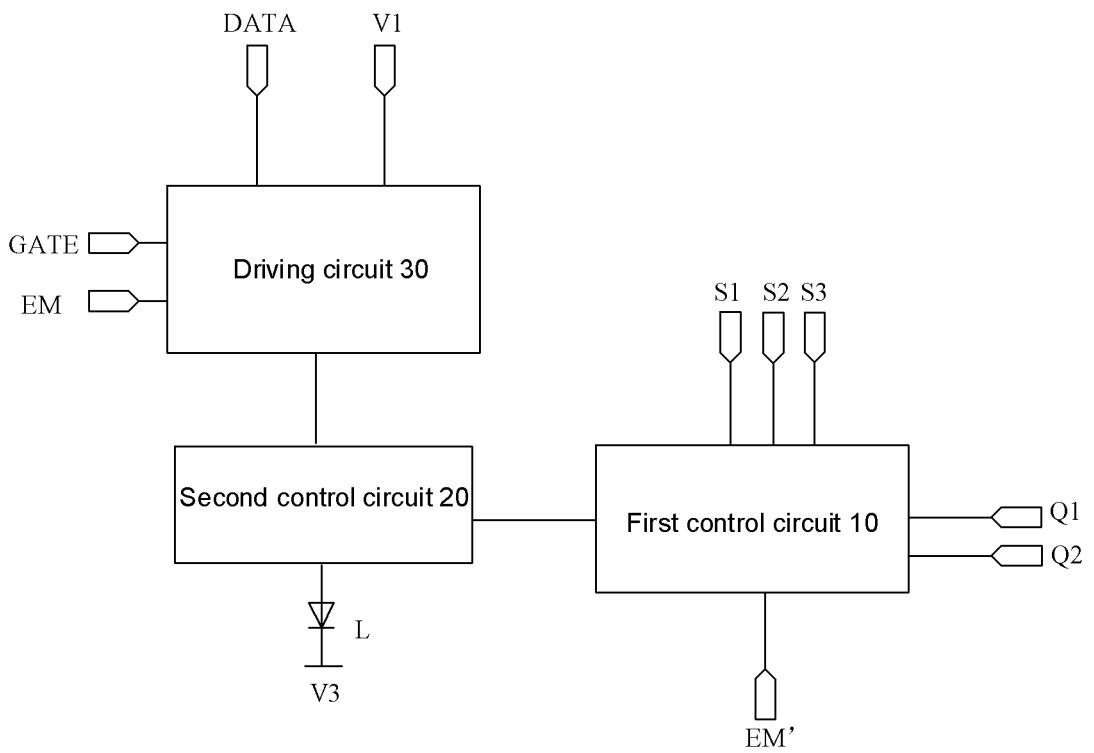 DATA V1
GATE
Driving circuit 30
EM
S1 S2 S3
Second control circuit 20
First control circuit 10
Q1
Q2
L
V3
EM’